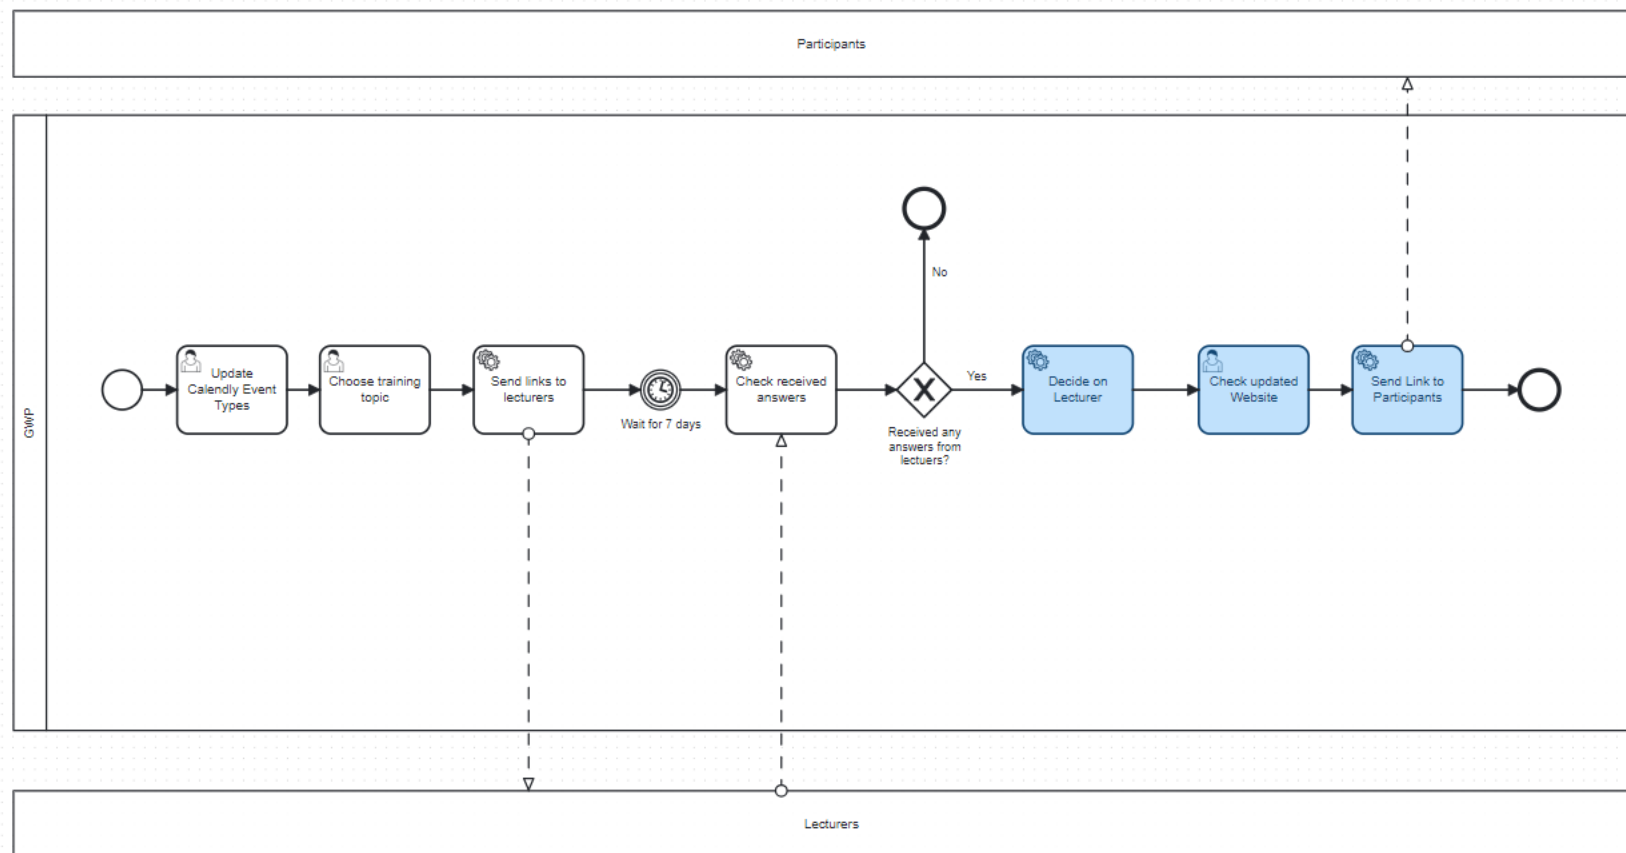 Participants
GWP
No
Update
Calendly Event
Types
Choose training
topic
Send links to
lecturers
Wait for 7 days
Check received
answers
Received any
answers from
lectuers?
Yes
Decide on
Lecturer
Check updated
Website
Send Link to
Participants
Lecturers